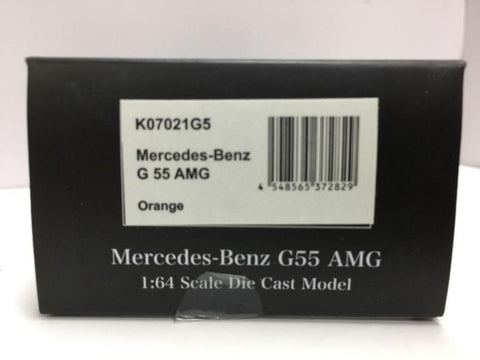 K07021G5
Mercedes-Benz
G 55 AMG
4 548565 372829
Orange
Mercedes-Benz G55 AMG
1:64 Scale Die Cast Model